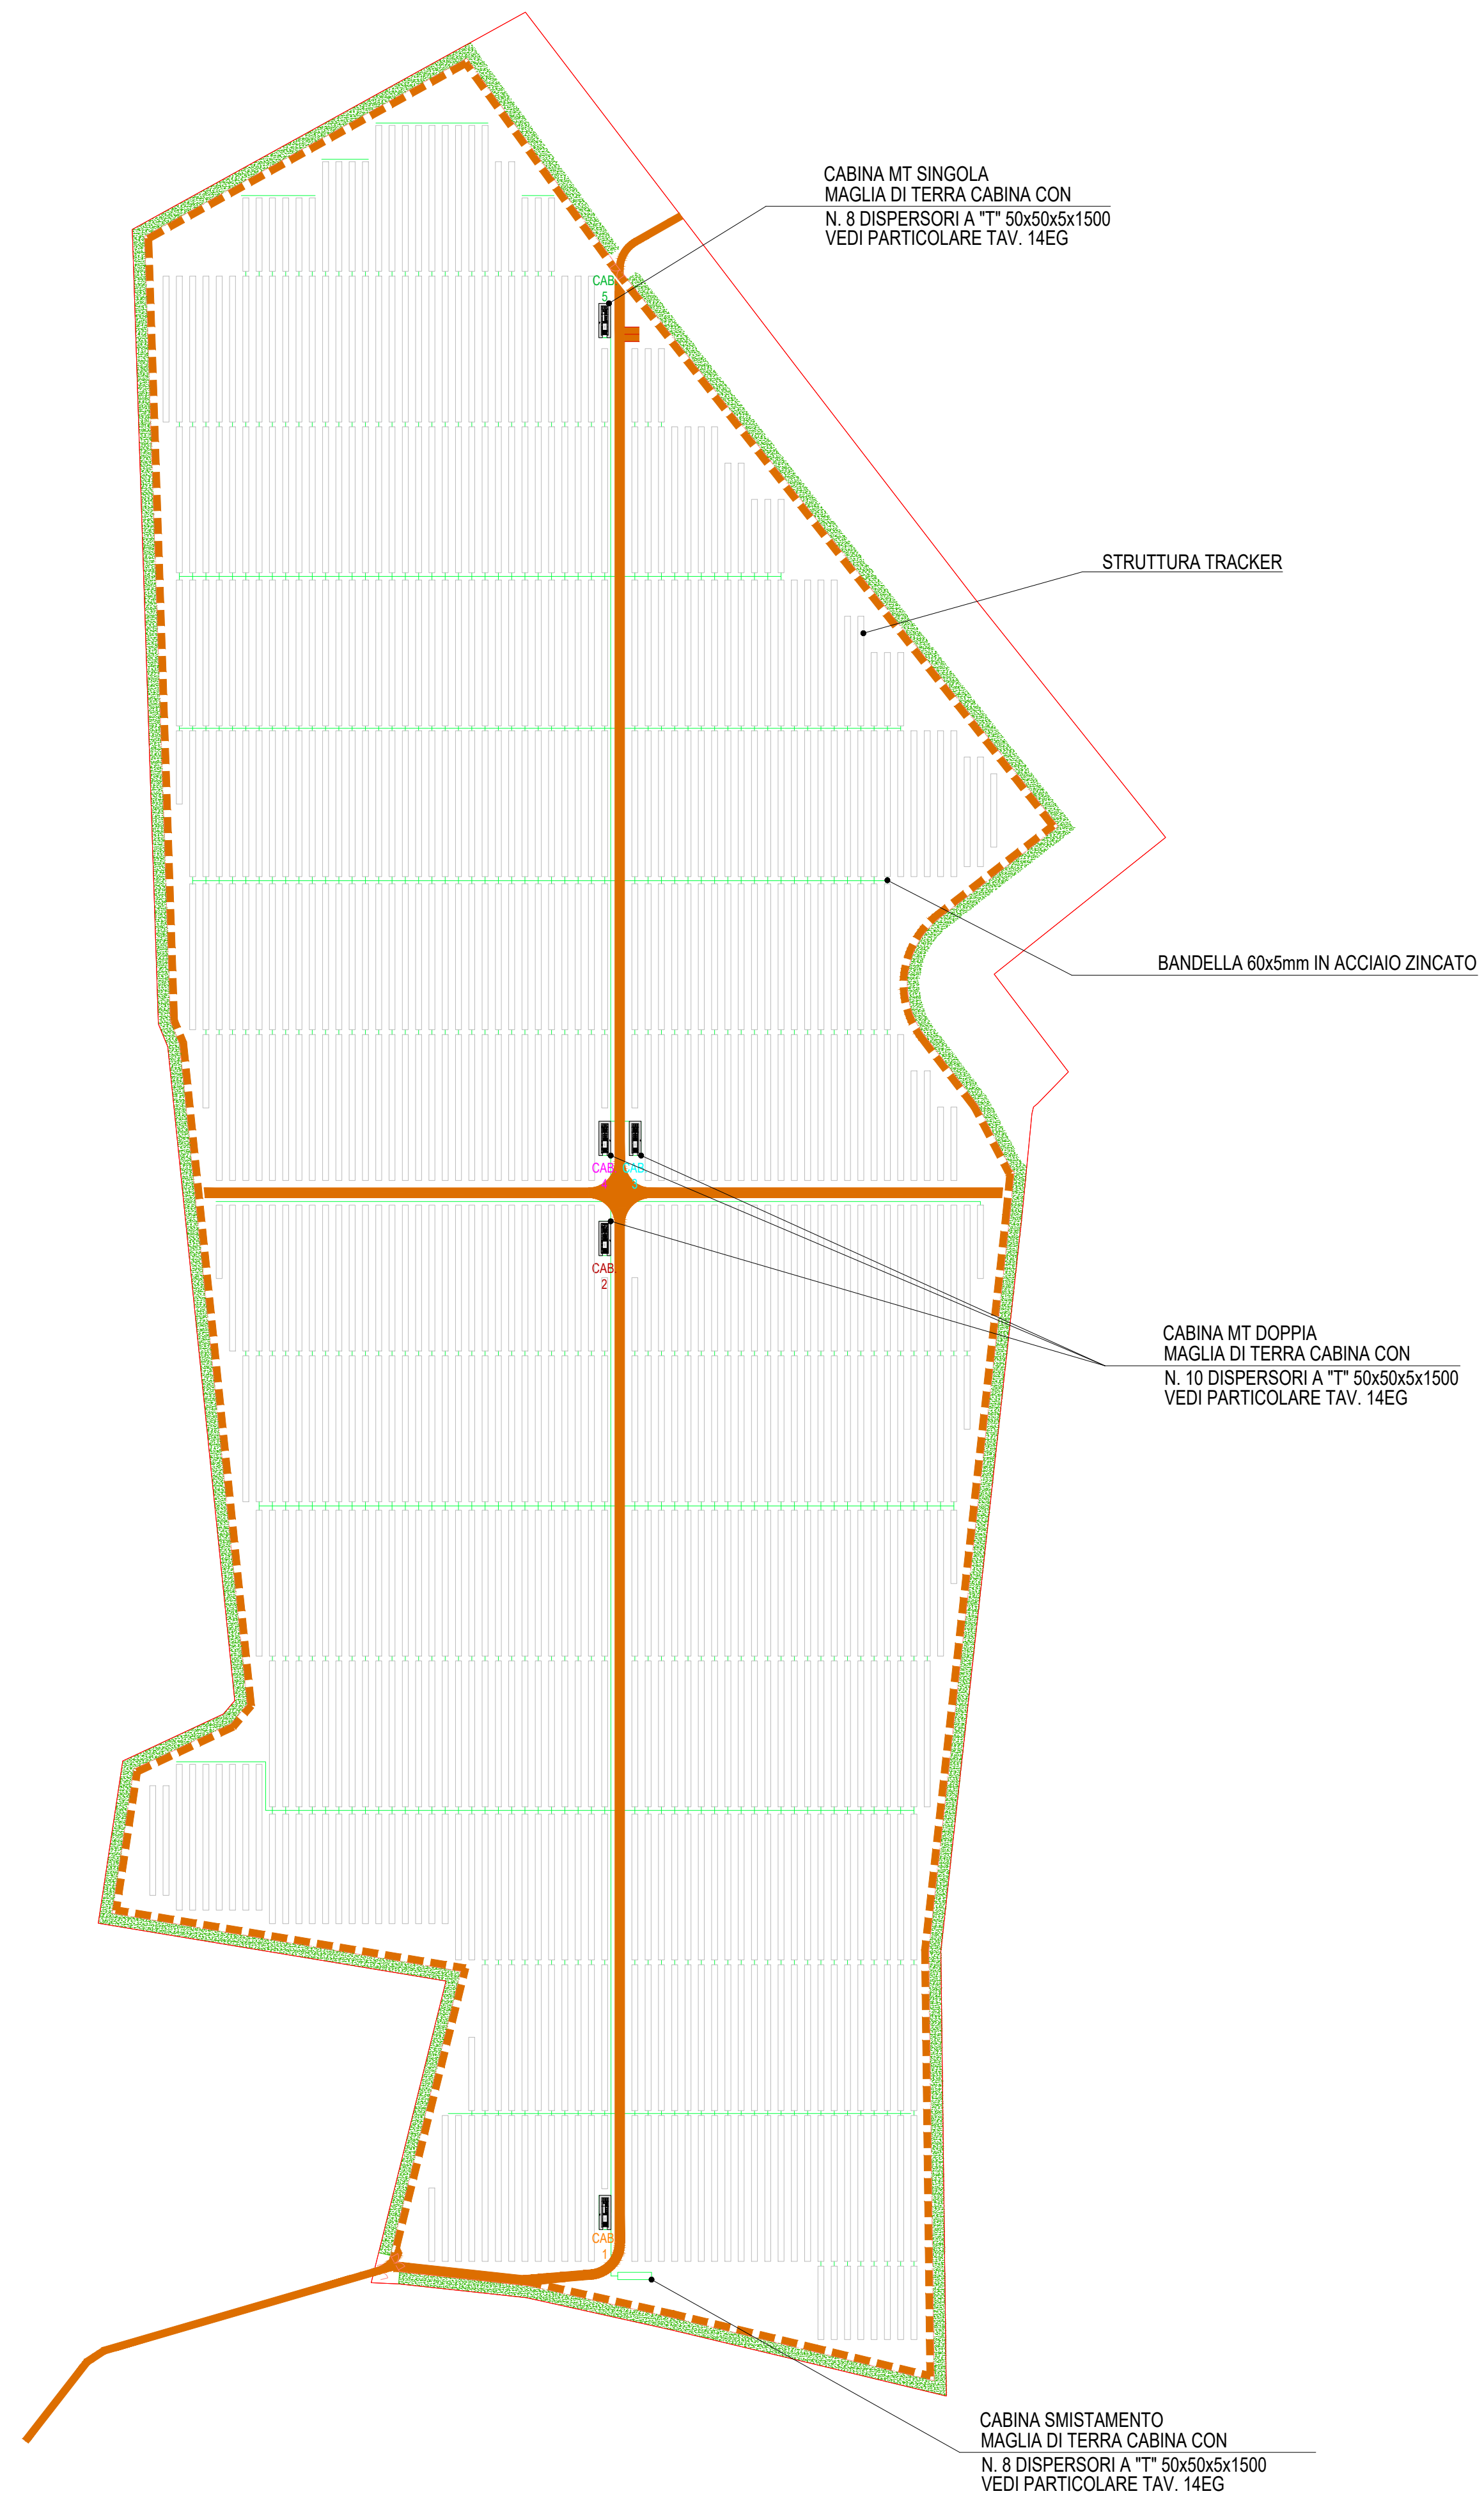 CABINA MT SINGOLA
MAGLIA DI TERRA CABINA CON
N. 8 DISPERSORI A "T" 50x50x5x1500
VEDI PARTICOLARE TAV. 14EG
CAB.
5
STRUTTURA TRACKER
BANDELLA 60x5mm IN ACCIAIO ZINCATO
CAB.
4
CAB.
3
CAB.
2
CABINA MT DOPPIA
MAGLIA DI TERRA CABINA CON
N. 10 DISPERSORI A "T" 50x50x5x1500
VEDI PARTICOLARE TAV. 14EG
CAB.
1
CABINA SMISTAMENTO
MAGLIA DI TERRA CABINA CON
N. 8 DISPERSORI A "T" 50x50x5x1500
VEDI PARTICOLARE TAV. 14EG